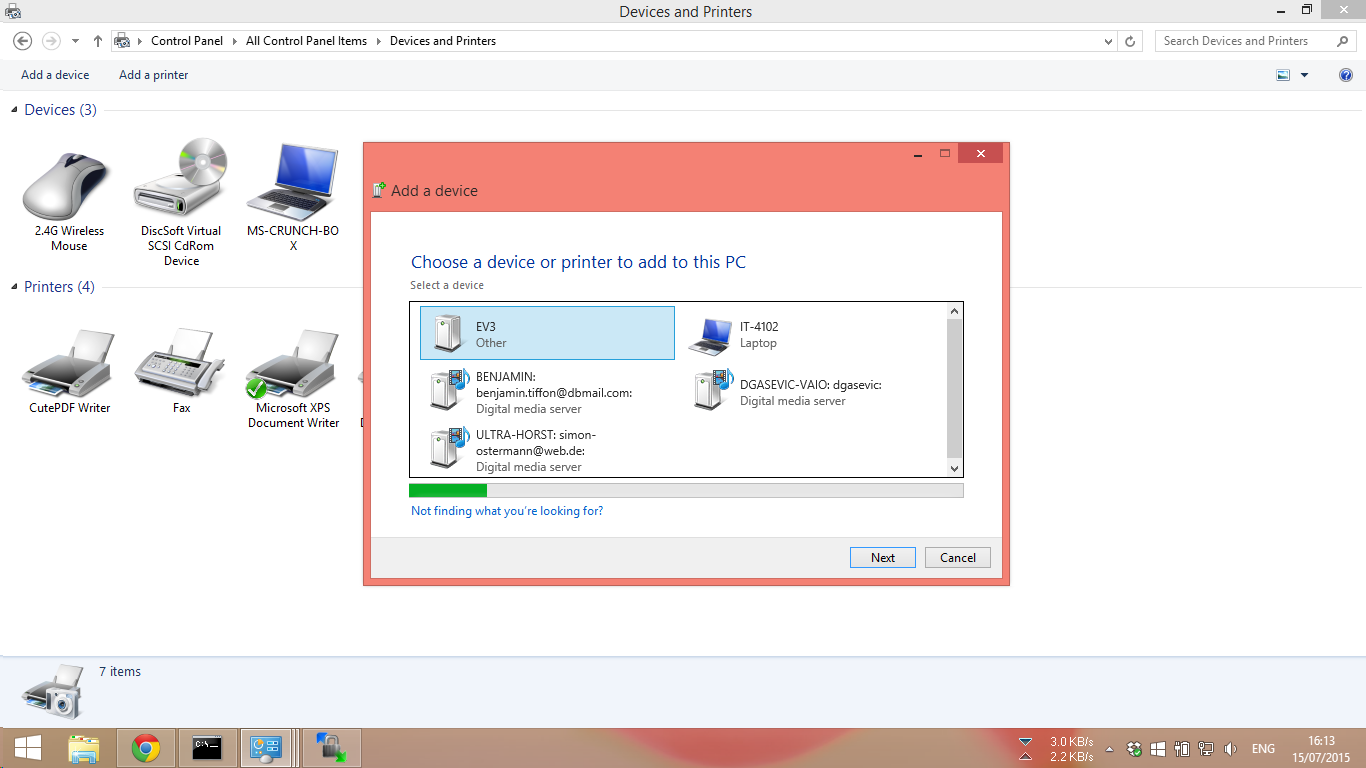 Devices and Printers
Control Panel
All Control Panel Items
Devices and Printers
Search Devices and Printers
Add a device
Add a printer
Devices (3)
2.4G Wireless
Mouse
DiscSoft Virtual
SCSI CdRom
Device
MS-CRUNCH-BO
X
Printers (4)
CutePDF Writer
Fax
Microsoft XPS
Document Writer
Add a device
Choose a device or printer to add to this PC
Select a device
EV3
Other
IT-4102
Laptop
BENJAMIN:
benjamin.tiffon@dbmail.com:
Digital media server
DGASEVIC-VAIO: dgasevic:
Digital media server
ULTRA-HORST: simon-
ostermann@web.de:
Digital media server
Not finding what you're looking for?
Next
Cancel
7 items
3.0 KB/s
2.2 KB/s
ENG
16:13
15/07/2015